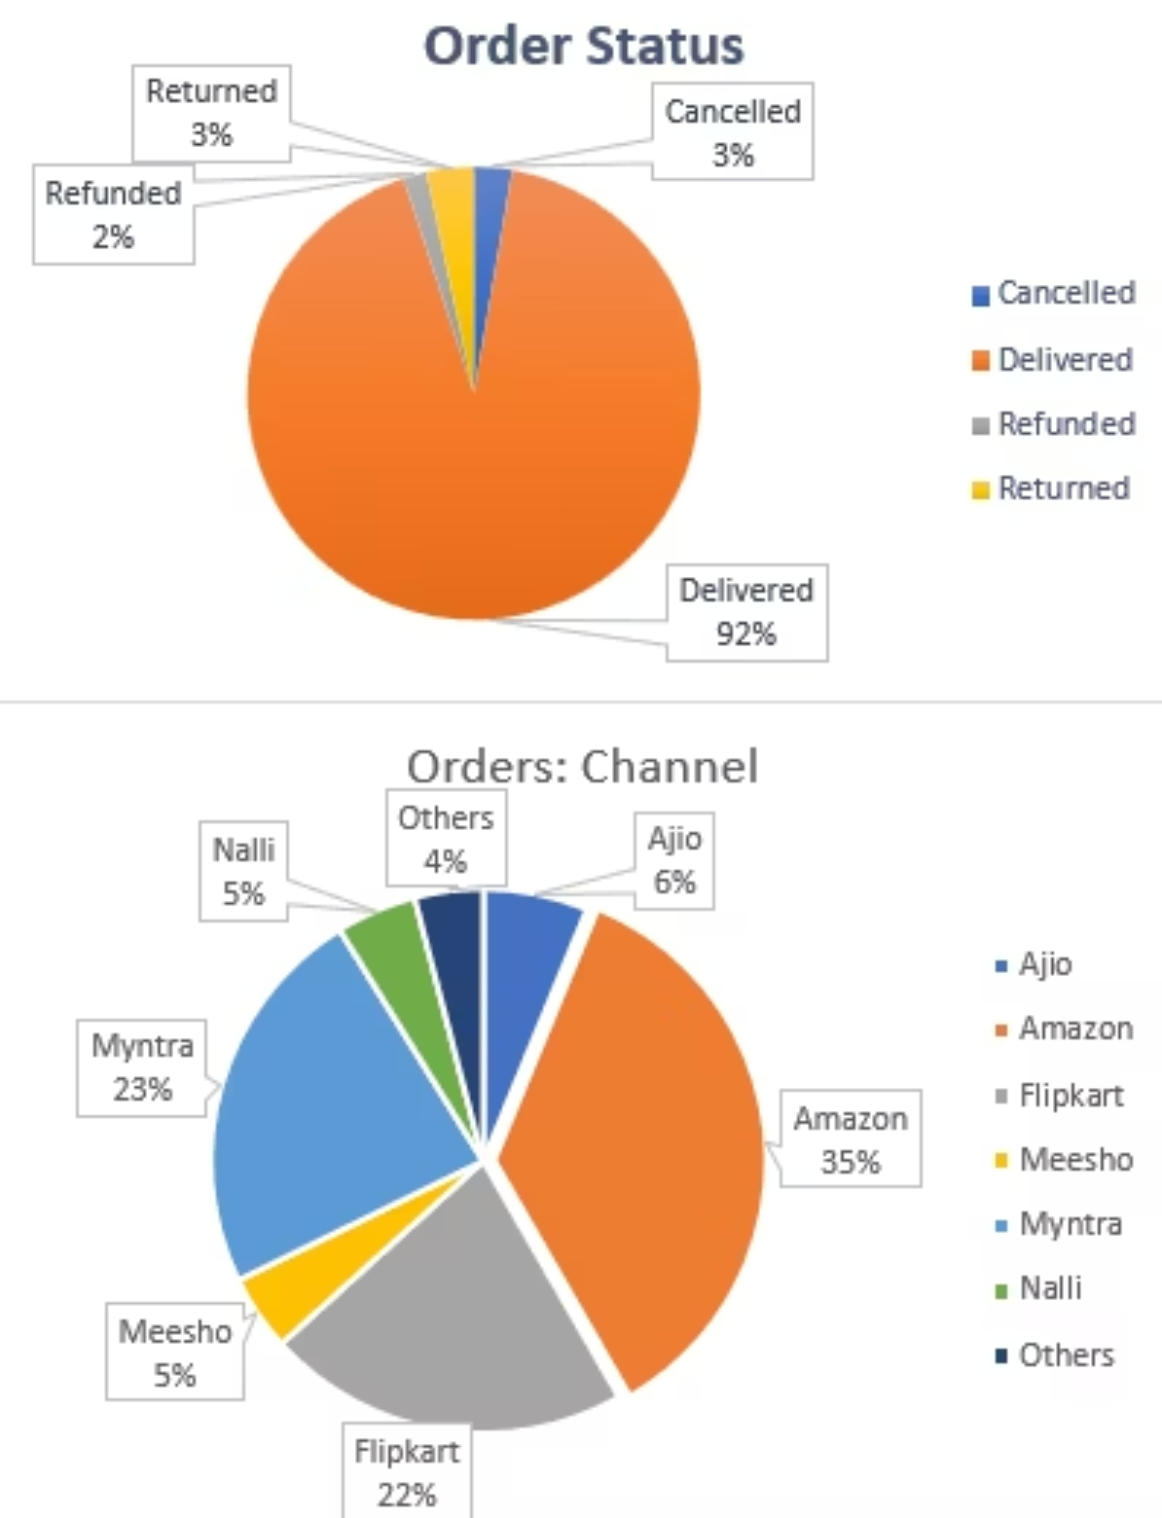 Order Status
Returned
3%
Cancelled
3%
Refunded
2%
Cancelled
Delivered
Refunded
Returned
Delivered
92%
Orders: Channel
Others
4%
Ajio
6%
Nalli
5%
Myntra
23%
Amazon
35%
Meesho
5%
Flipkart
22%
Ajio
Amazon
Flipkart
Meesho
Myntra
Nalli
Others